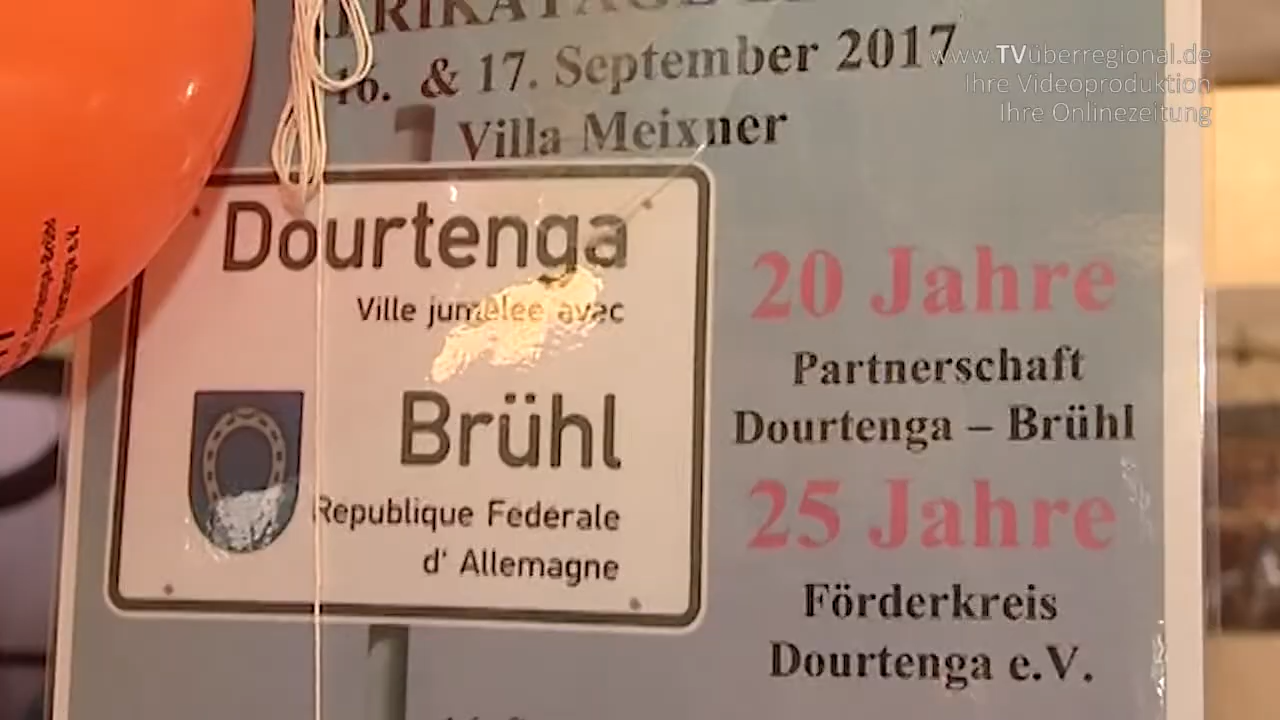 16. & 17. September 2017
Villa Meixner
www.TVüberregional.de
Ihre Videoproduktion
Ihre Onlinezeitung
Dourtenga
Ville jumelée avec
Brühl
Republique Federale
d' Allemagne
20 Jahre
Partnerschaft
Dourtenga – Brühl
25 Jahre
Förderkreis
Dourtenga e.V.